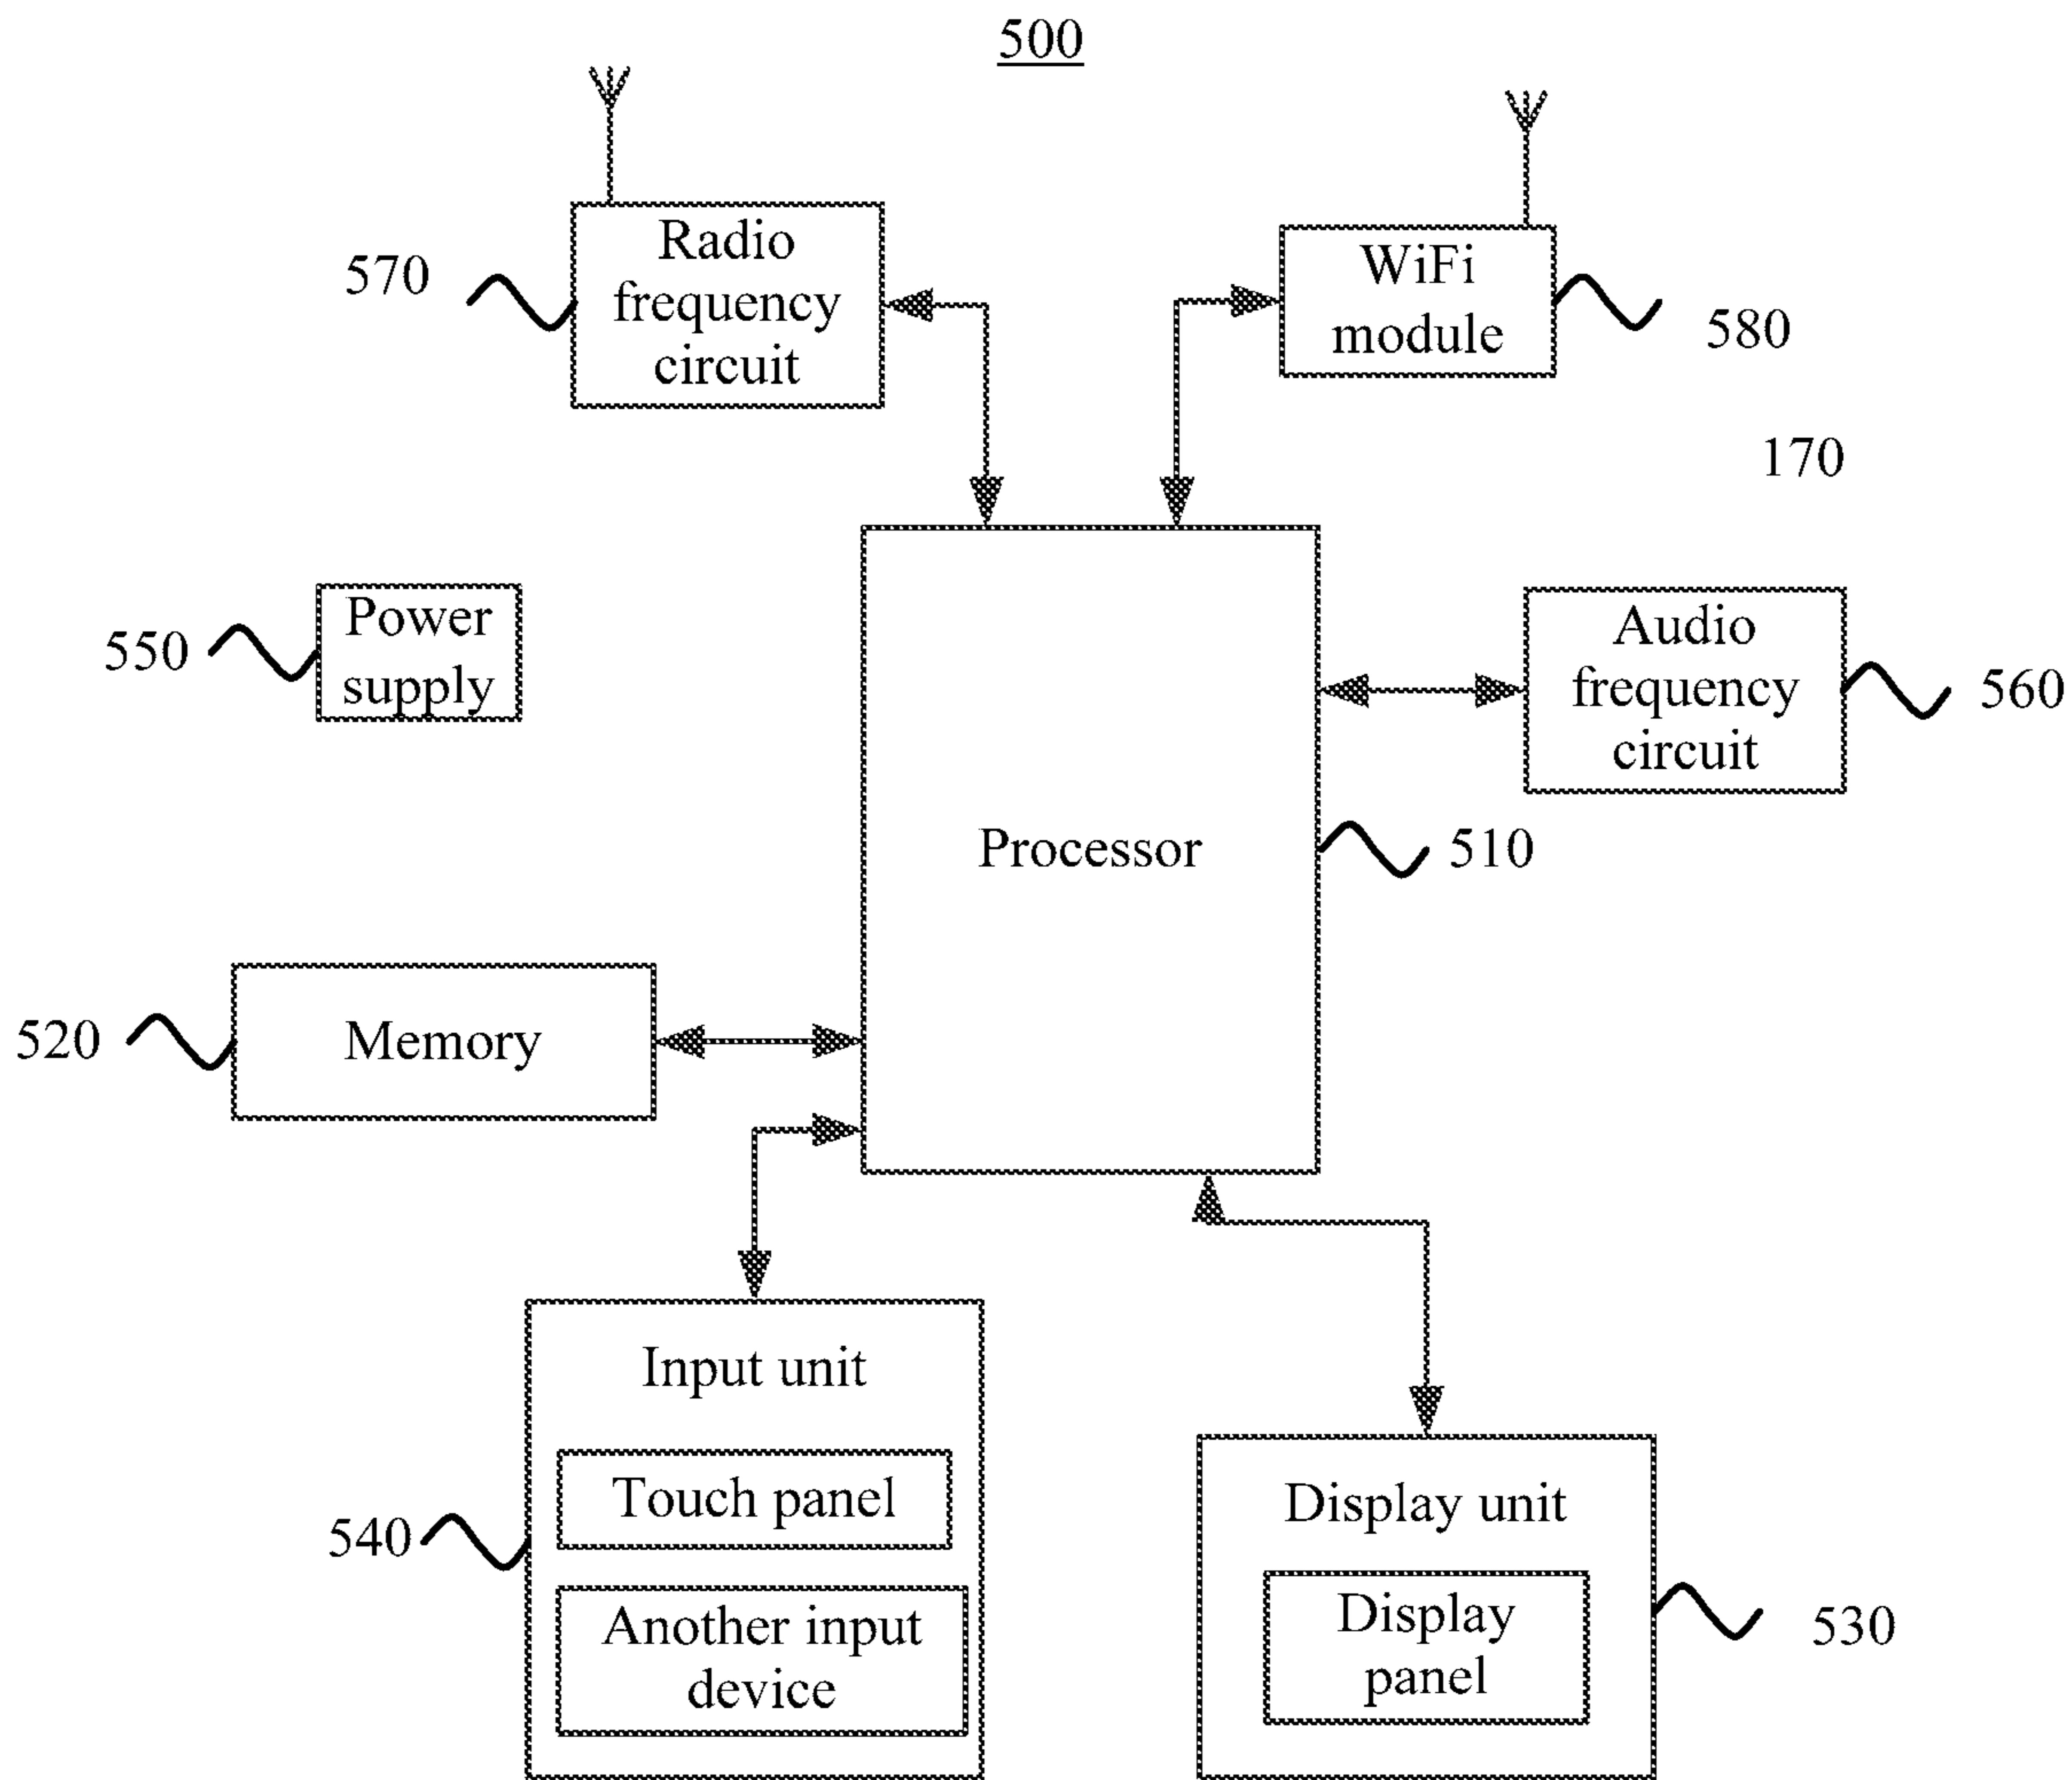 500
570
Radio
frequency
circuit
WiFi
module
580
170
550
Power
supply
Audio
frequency
circuit
560
Processor
510
520
Memory
Input unit
Touch panel
540
Another input
device
Display unit
Display
panel
530